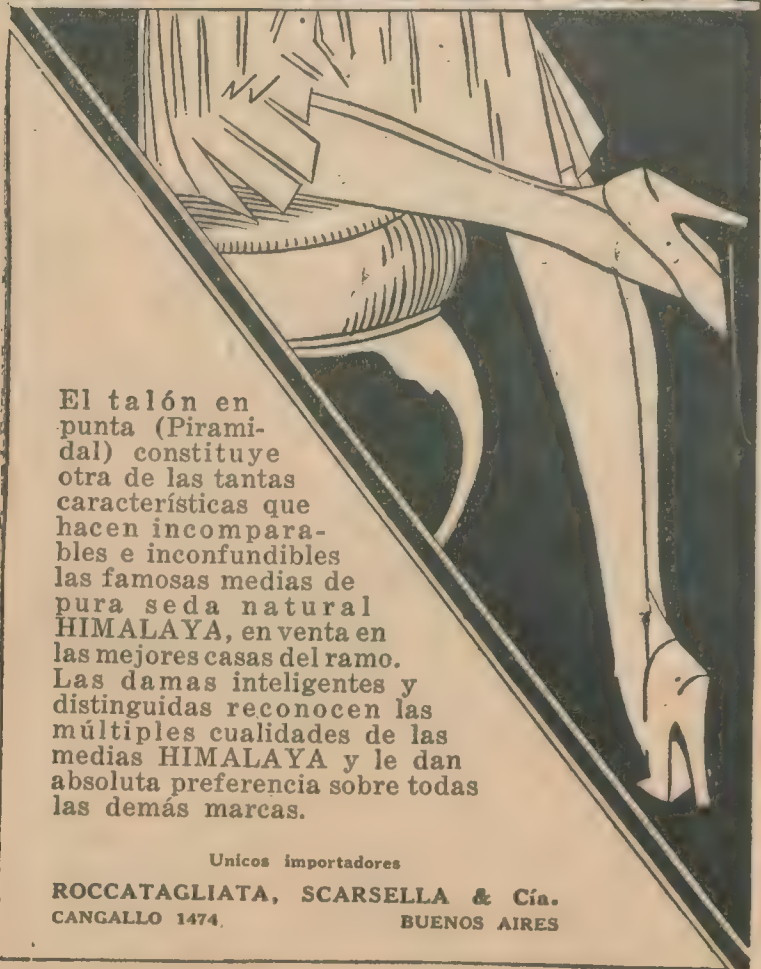 El talón en
punta (Pirami-
dal) constituye
otra de las tantas
características que
hacen incompara-
bles e inconfundibles
las famosas medias de
pura seda natural
HIMALAYA, en venta en
las mejores casas del ramo.
Las damas inteligentes y
distinguidas reconocen las
múltiples cualidades de las
medias HIMALAYA y le dan
absoluta preferencia sobre todas
las demás marcas.
Unicos importadores
ROCCATAGLIATA, SCARSELLA & Cía.
CANGALLO 1474. BUENOS AIRES